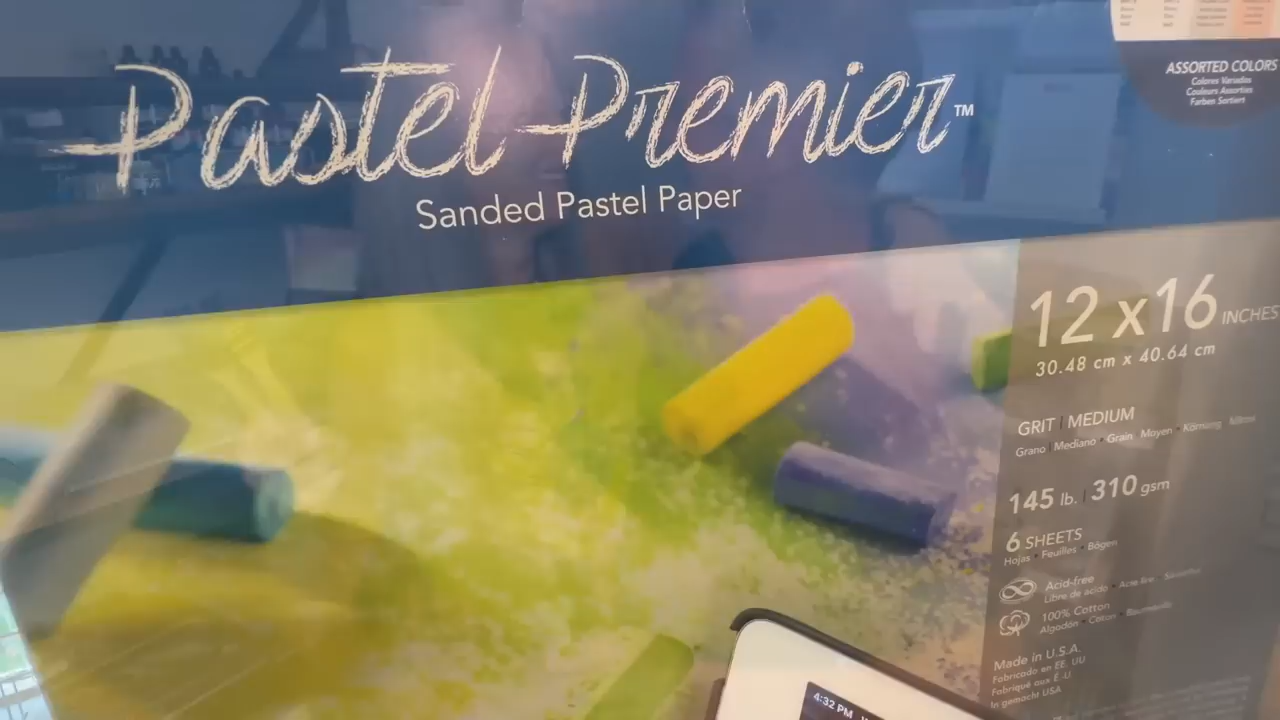 Pastel Premier™
Sanded Pastel Paper
ASSORTED COLORS
Colores Variados
Couleurs Assorties
Farben Sortiert
12 x 16 INCHES
30.48 cm x 40.64 cm
GRIT | MEDIUM
Grano | Mediano • Grain Moyen • Körnung Mittel
145 lb. | 310 gsm
6 SHEETS
Hojas • Feuilles • Bögen
Acid-free
Libre de ácido •
100% Cotton
Algodón • Coton • Baumwolle
Made in U.S.A.
Fabricado en EE. UU
Fabriqué aux É.-U.
In gemacht USA
4:32 PM